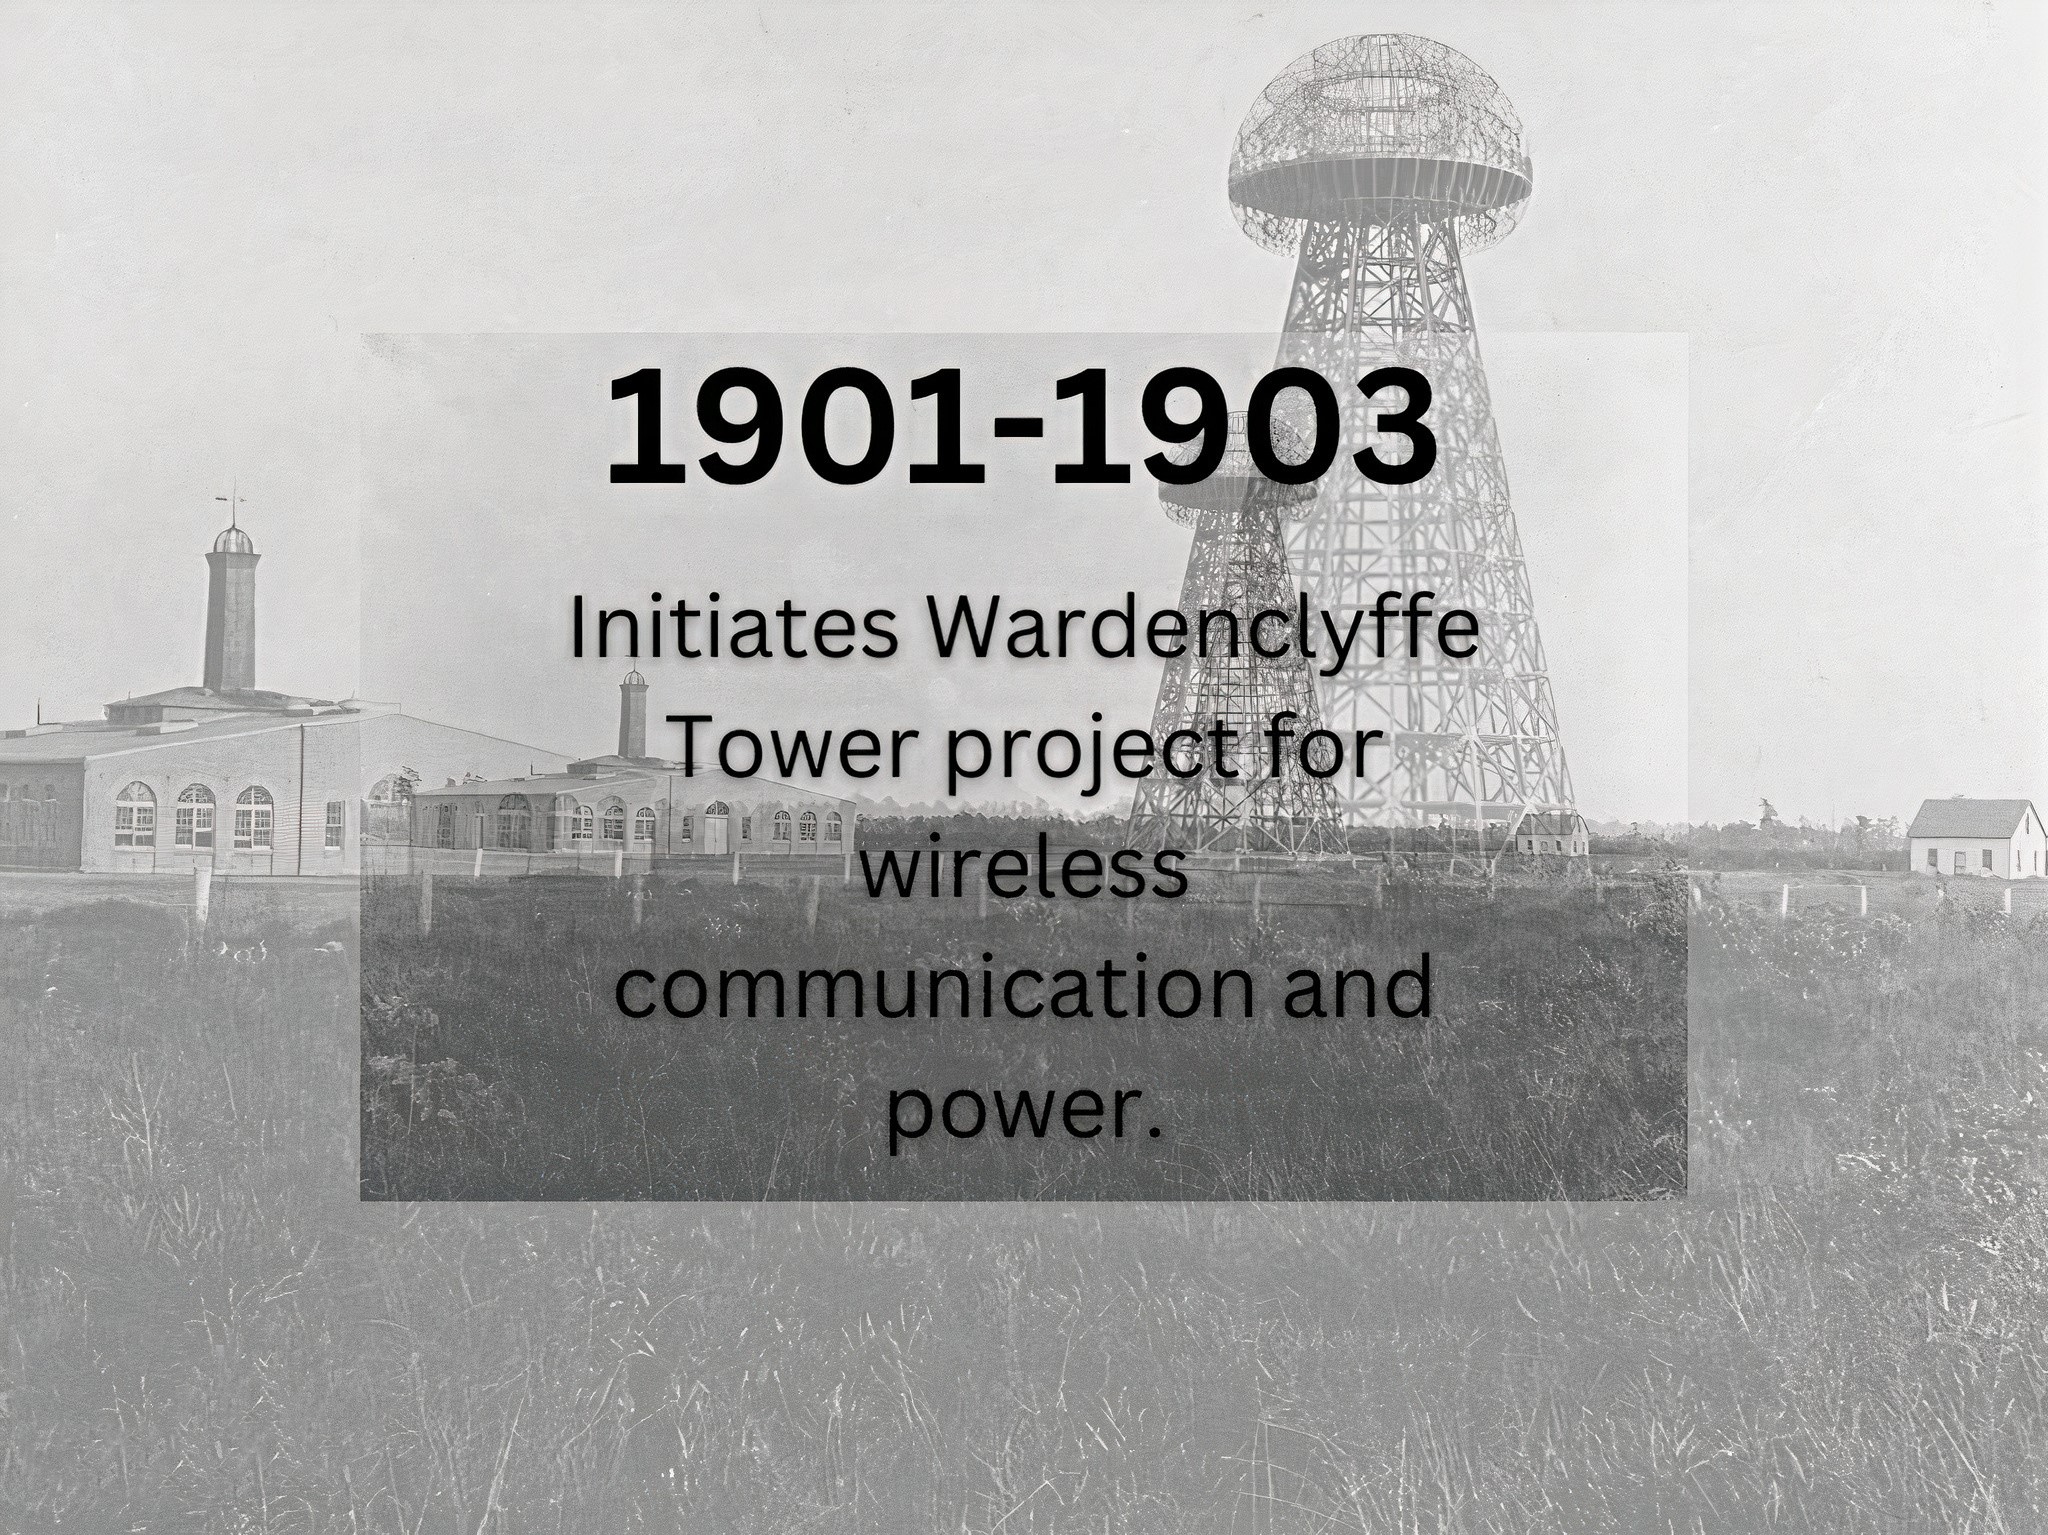 1901-1903
Initiates Wardenclyffe
Tower project for
wireless
communication and
power.